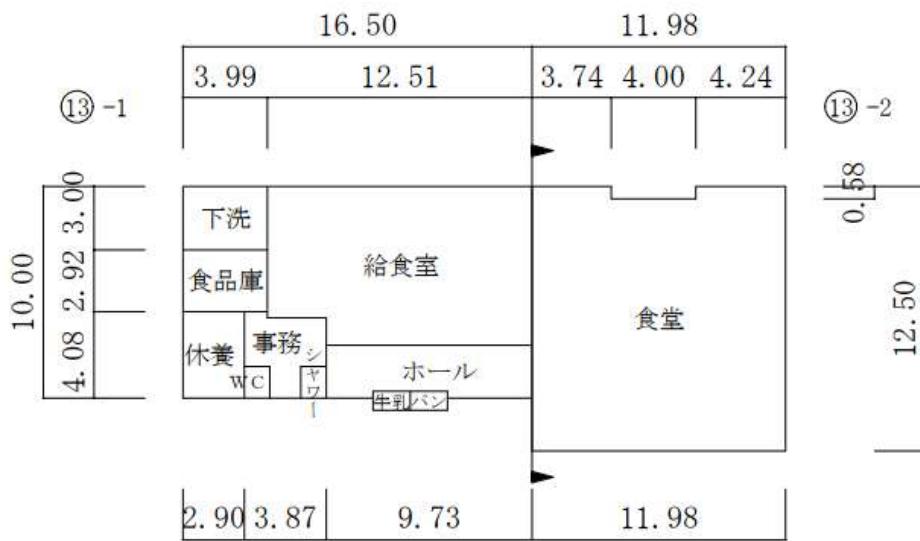 16.50 11.98
3.99 12.51 3.74 4.00 4.24
⑬-1 ⑬-2
10.00
3.00
2.92
4.08
0.58
12.50
下洗
食品庫
給食室
食堂
休養
事務
WC
シャワー
ホール
牛乳 パン
2.90 3.87 9.73 11.98